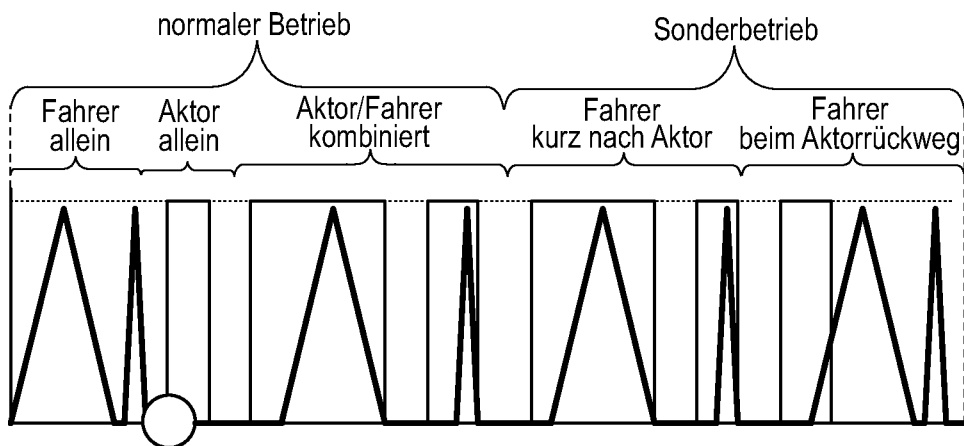 normaler Betrieb
Sonderbetrieb
Fahrer
allein
Aktor
allein
Aktor/Fahrer
kombiniert
Fahrer
kurz nach Aktor
Fahrer
beim Aktorrückweg